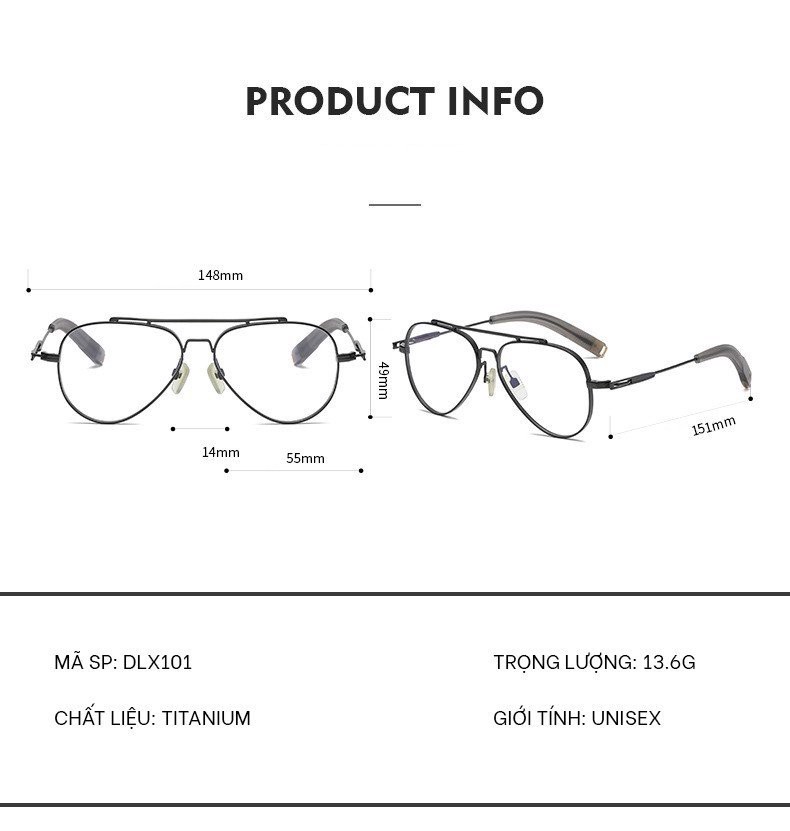 PRODUCT INFO
148mm
49mm
14mm
55mm
151mm
MÃ SP: DLX101
TRỌNG LƯỢNG: 13.6G
CHẤT LIỆU: TITANIUM
GIỚI TÍNH: UNISEX